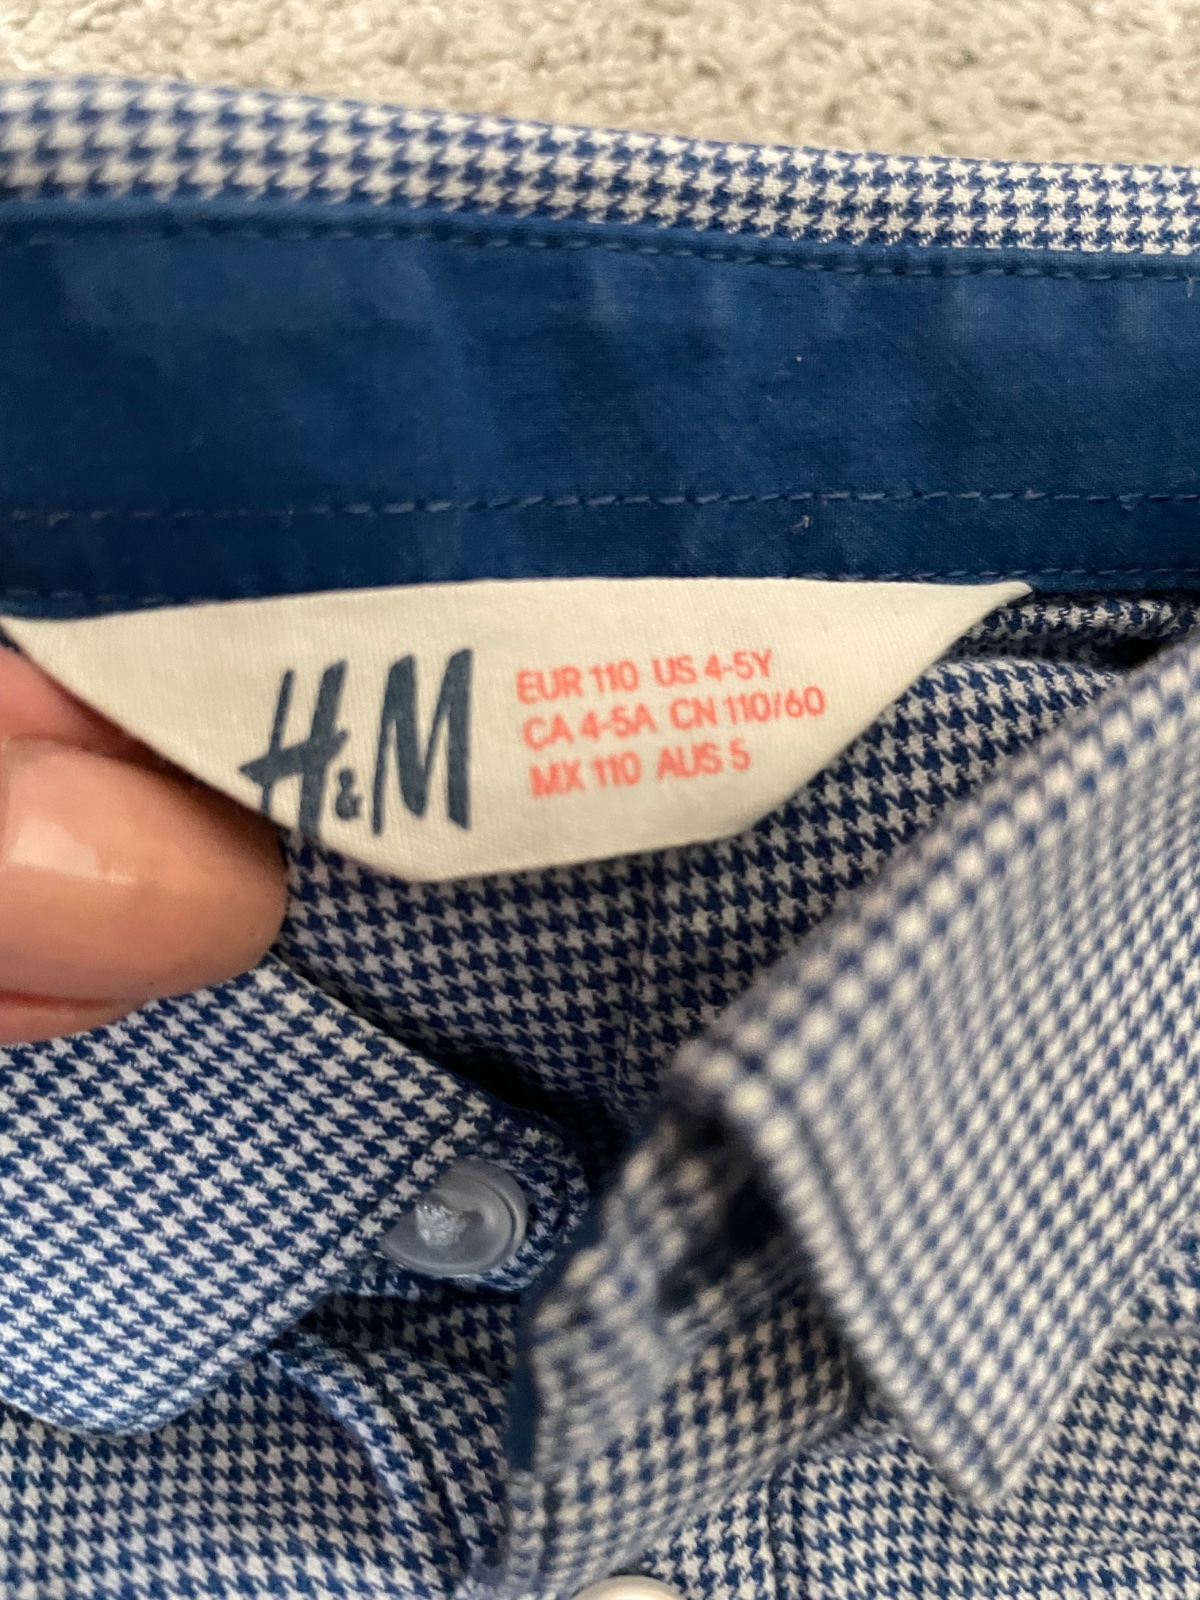 H&M
EUR 110 US 4-5Y
CA 4-5A CN 110/60
MX 110 AUS 5